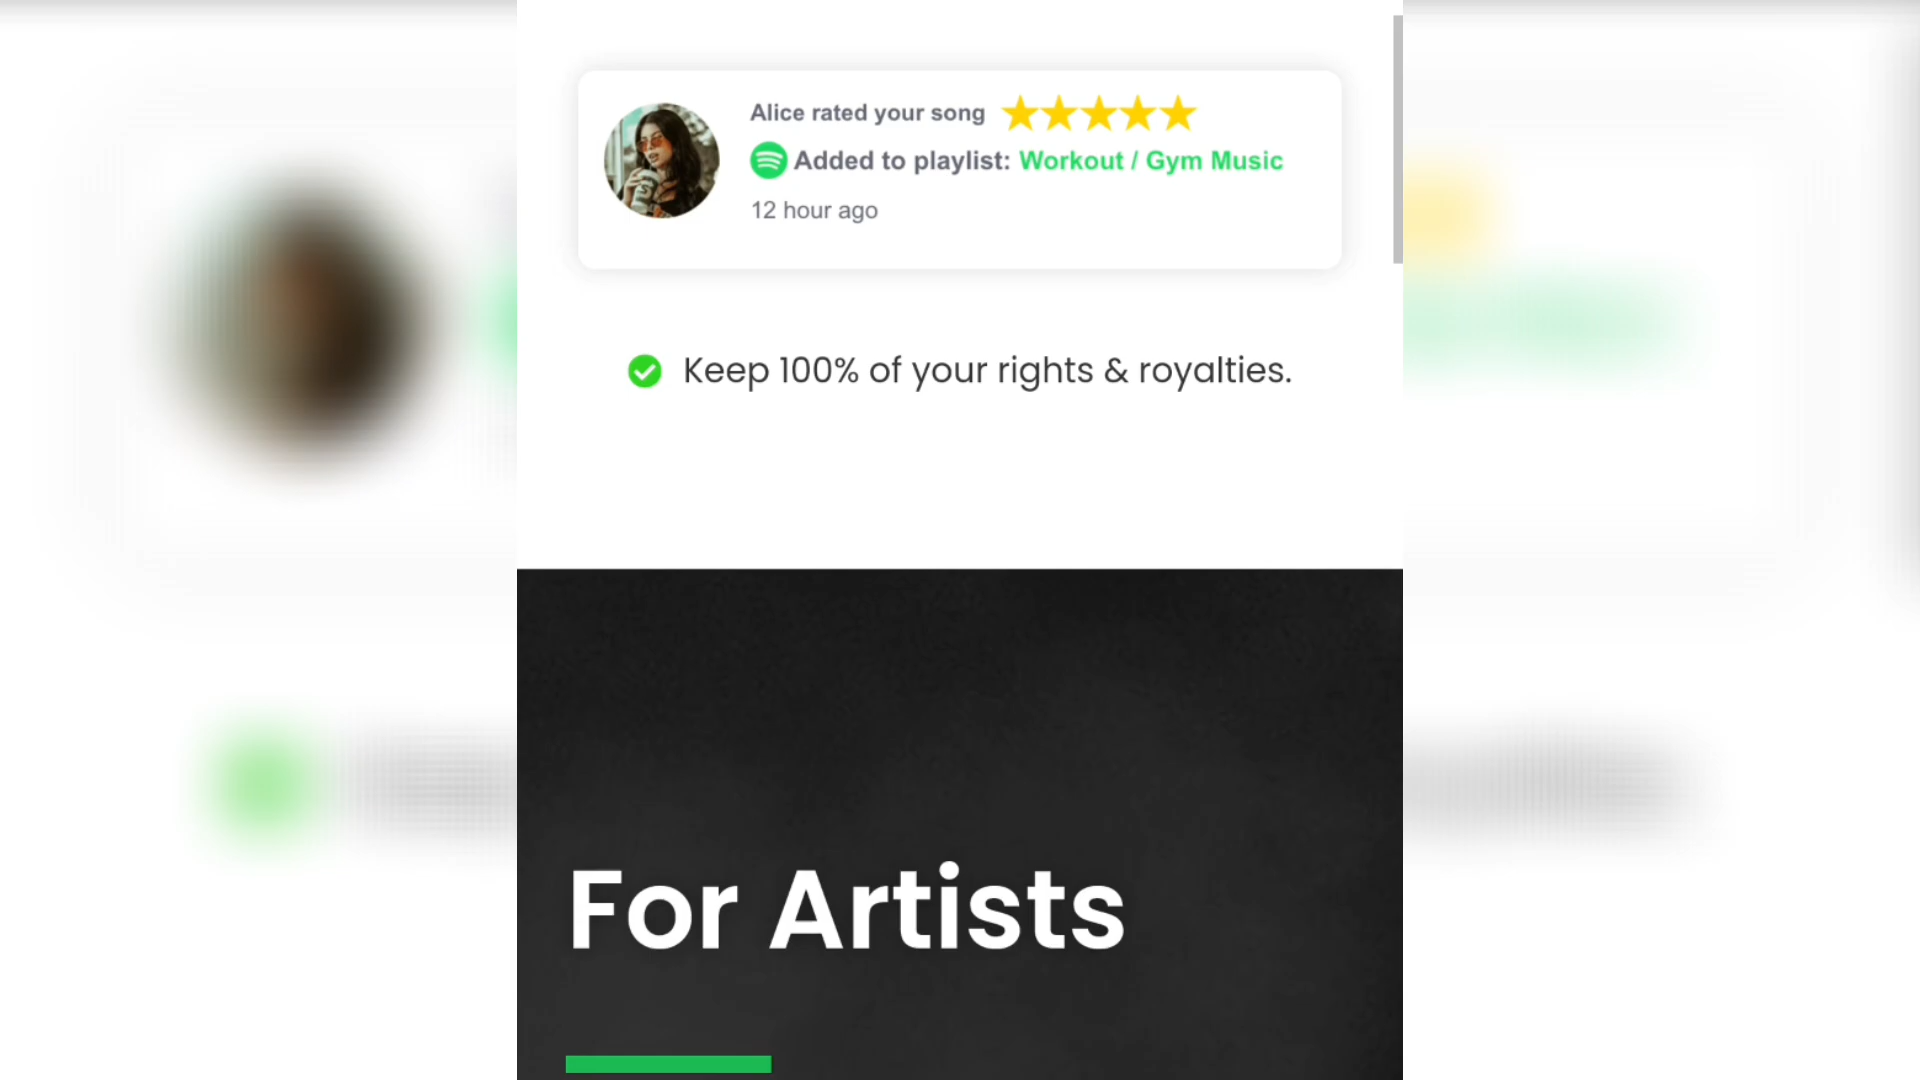 Alice rated your song
Added to playlist: Workout / Gym Music
12 hour ago
Keep 100% of your rights & royalties.
For Artists